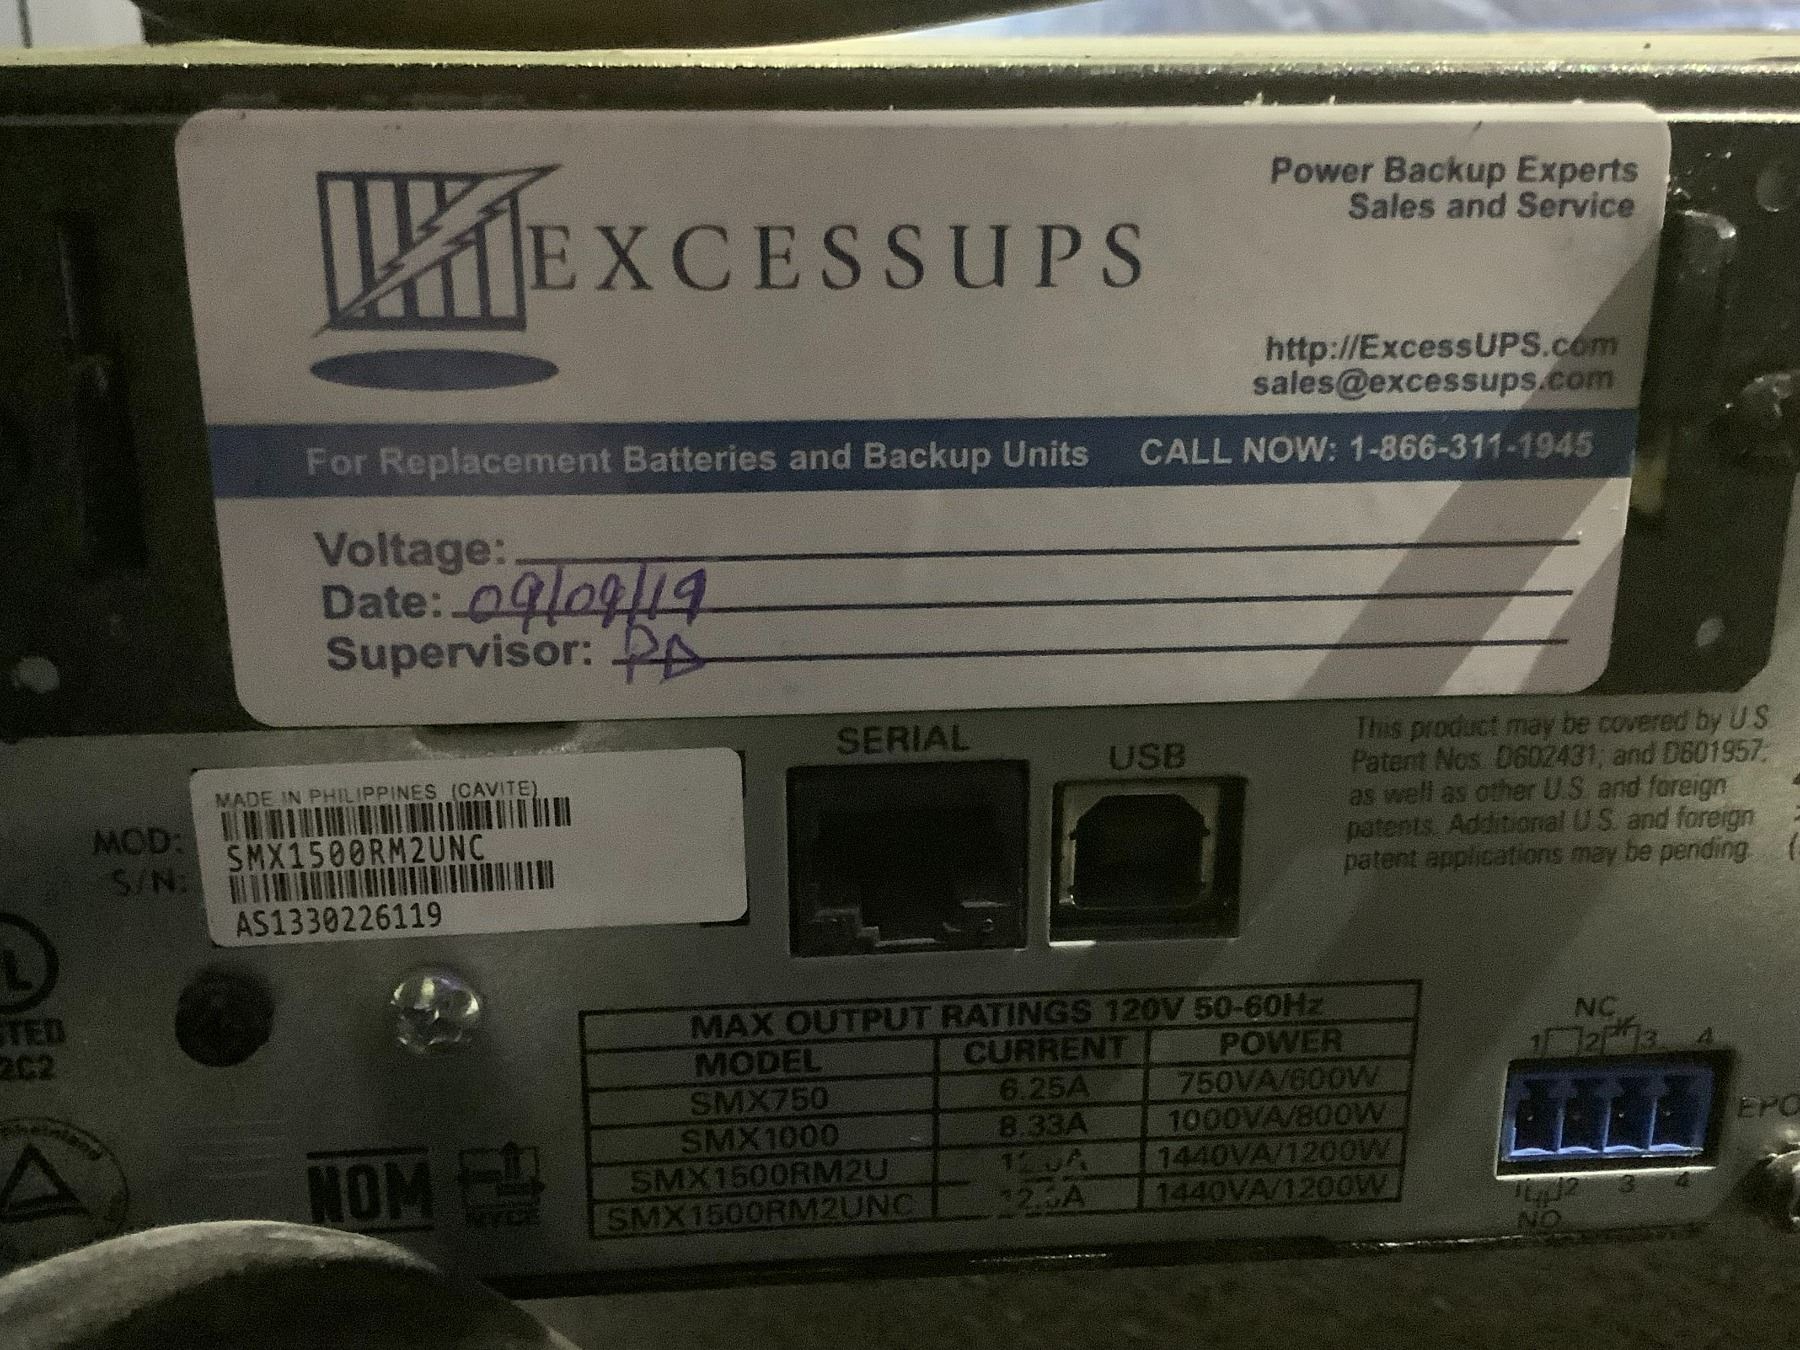 EXCESSUPS
Power Backup Experts
Sales and Service
http://ExcessUPS.com
sales@excessups.com
For Replacement Batteries and Backup Units CALL NOW: 1-866-311-1945
Voltage:
Date: 09/09/19
Supervisor:
MADE IN PHILIPPINES (CAVITE)
MOD:
SMX1500RM2UNC
S/N:
AS1330226119
SERIAL
USB
This product may be covered by U S
Patent Nos. D602431; and D601957;
as well as other U.S. and foreign
patents. Additional U.S. and foreign
patent applications may be pending.
MAX OUTPUT RATINGS 120V 50-60Hz
MODEL CURRENT POWER
SMX750 6.25A 750VA/600W
SMX1000 8.33A 1000VA/800W
SMX1500RM2U 1440VA/1200W
SMX1500RM2UNC 1440VA/1200W
NOM
NYCE
NC
1 2 3 4
EPO
1 2 3 4
NO